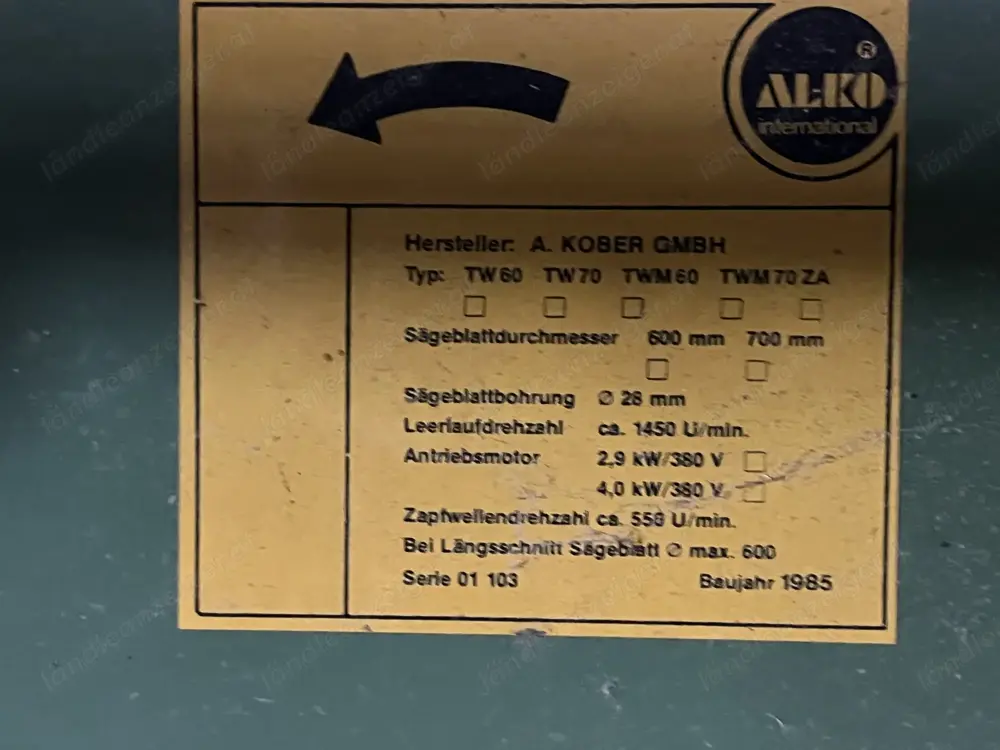 AL-KO ®
international
Hersteller: A. KOBER GMBH
Typ: TW 60 TW 70 TWM 60 TWM 70 ZA
Sägeblattdurchmesser 600 mm 700 mm
Sägeblattbohrung Ø 28 mm
Leerlaufdrehzahl ca. 1450 U/min.
Antriebsmotor 2,9 kW/380 V
4,0 kW/380 V
Zapfwellendrehzahl ca. 550 U/min.
Bei Längsschnitt Sägeblatt Ø max. 600
Serie 01 103 Baujahr 1985
ländleanzeiger.at